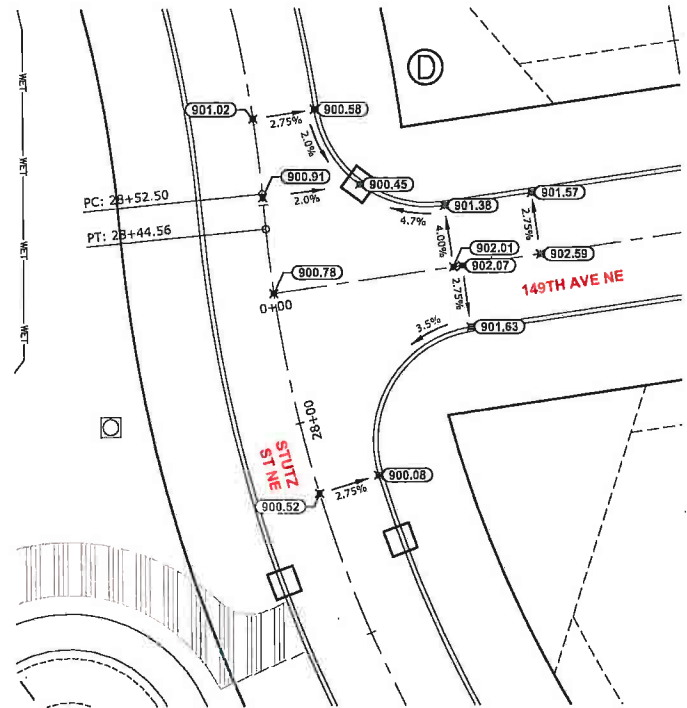 D
WET
901.02
2.75%
900.58
2.0%
WET
900.91
900.45
PC: 28+52.50
2.0%
901.38
901.57
4.7%
PT: 28+44.56
4.00%
2.75%
902.01
902.59
902.07
900.78
2.75%
149TH AVE NE
0+00
WET
3.5%
901.63
28+00
STUTZ
ST NE
900.08
2.75%
900.52